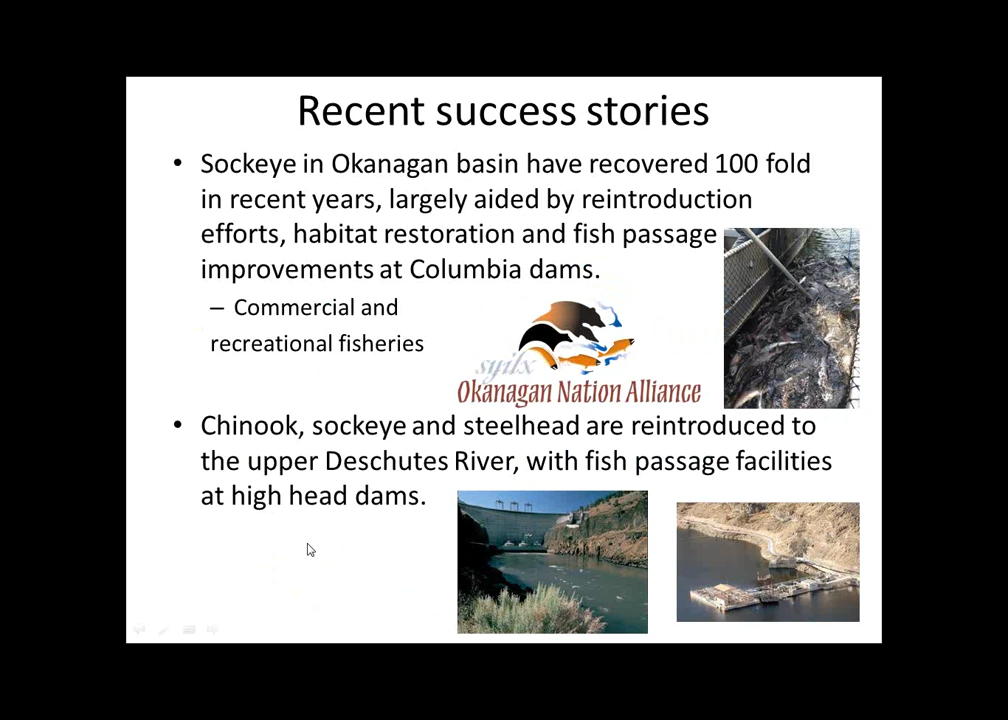 Recent success stories
• Sockeye in Okanagan basin have recovered 100 fold
in recent years, largely aided by reintroduction
efforts, habitat restoration and fish passage
improvements at Columbia dams.
– Commercial and
recreational fisheries
syilx
Okanagan Nation Alliance
• Chinook, sockeye and steelhead are reintroduced to
the upper Deschutes River, with fish passage facilities
at high head dams.